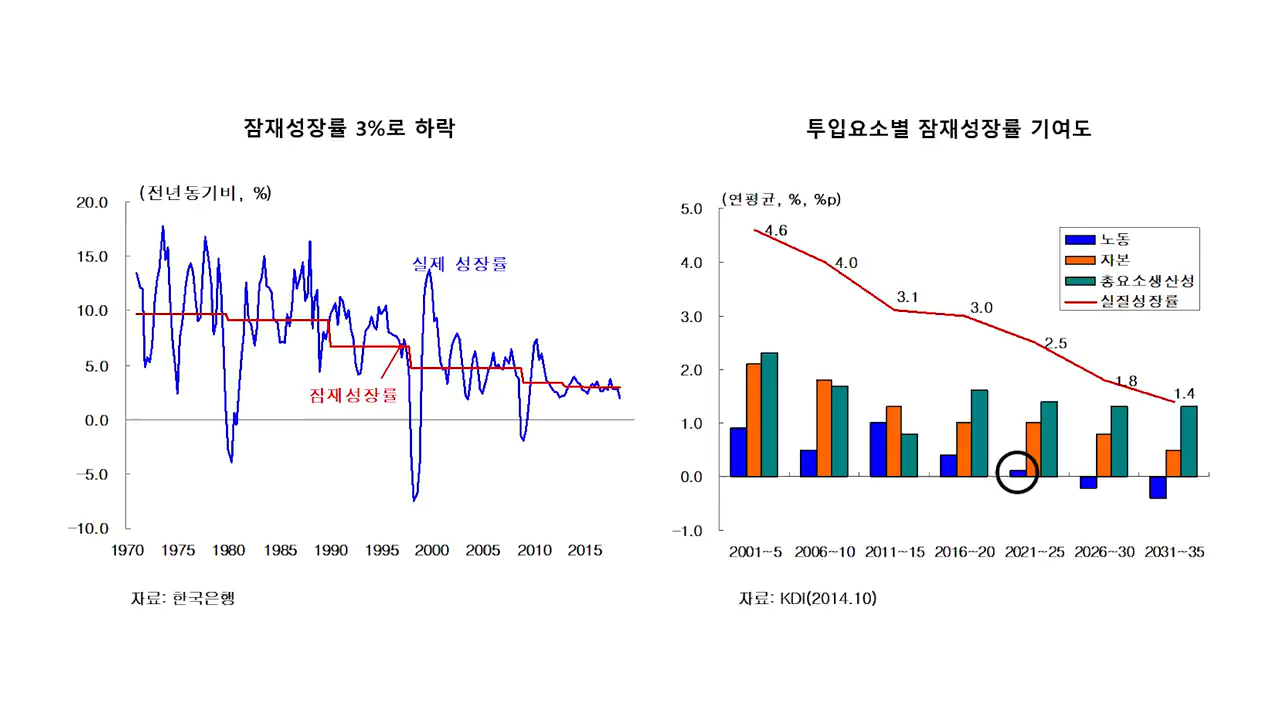 잠재성장률 3%로 하락
(전년동기비, %)
20.0
15.0
10.0
5.0
0.0
−5.0
−10.0
실제 성장률
잠재성장률
1970 1975 1980 1985 1990 1995 2000 2005 2010 2015
자료: 한국은행
투입요소별 잠재성장률 기여도
(연평균, %, %p)
5.0
4.0
3.0
2.0
1.0
0.0
−1.0
4.6
4.0
3.1
3.0
2.5
1.8
1.4
노동
자본
총요소생산성
실질성장률
2001~5 2006~10 2011~15 2016~20 2021~25 2026~30 2031~35
자료: KDI(2014.10)